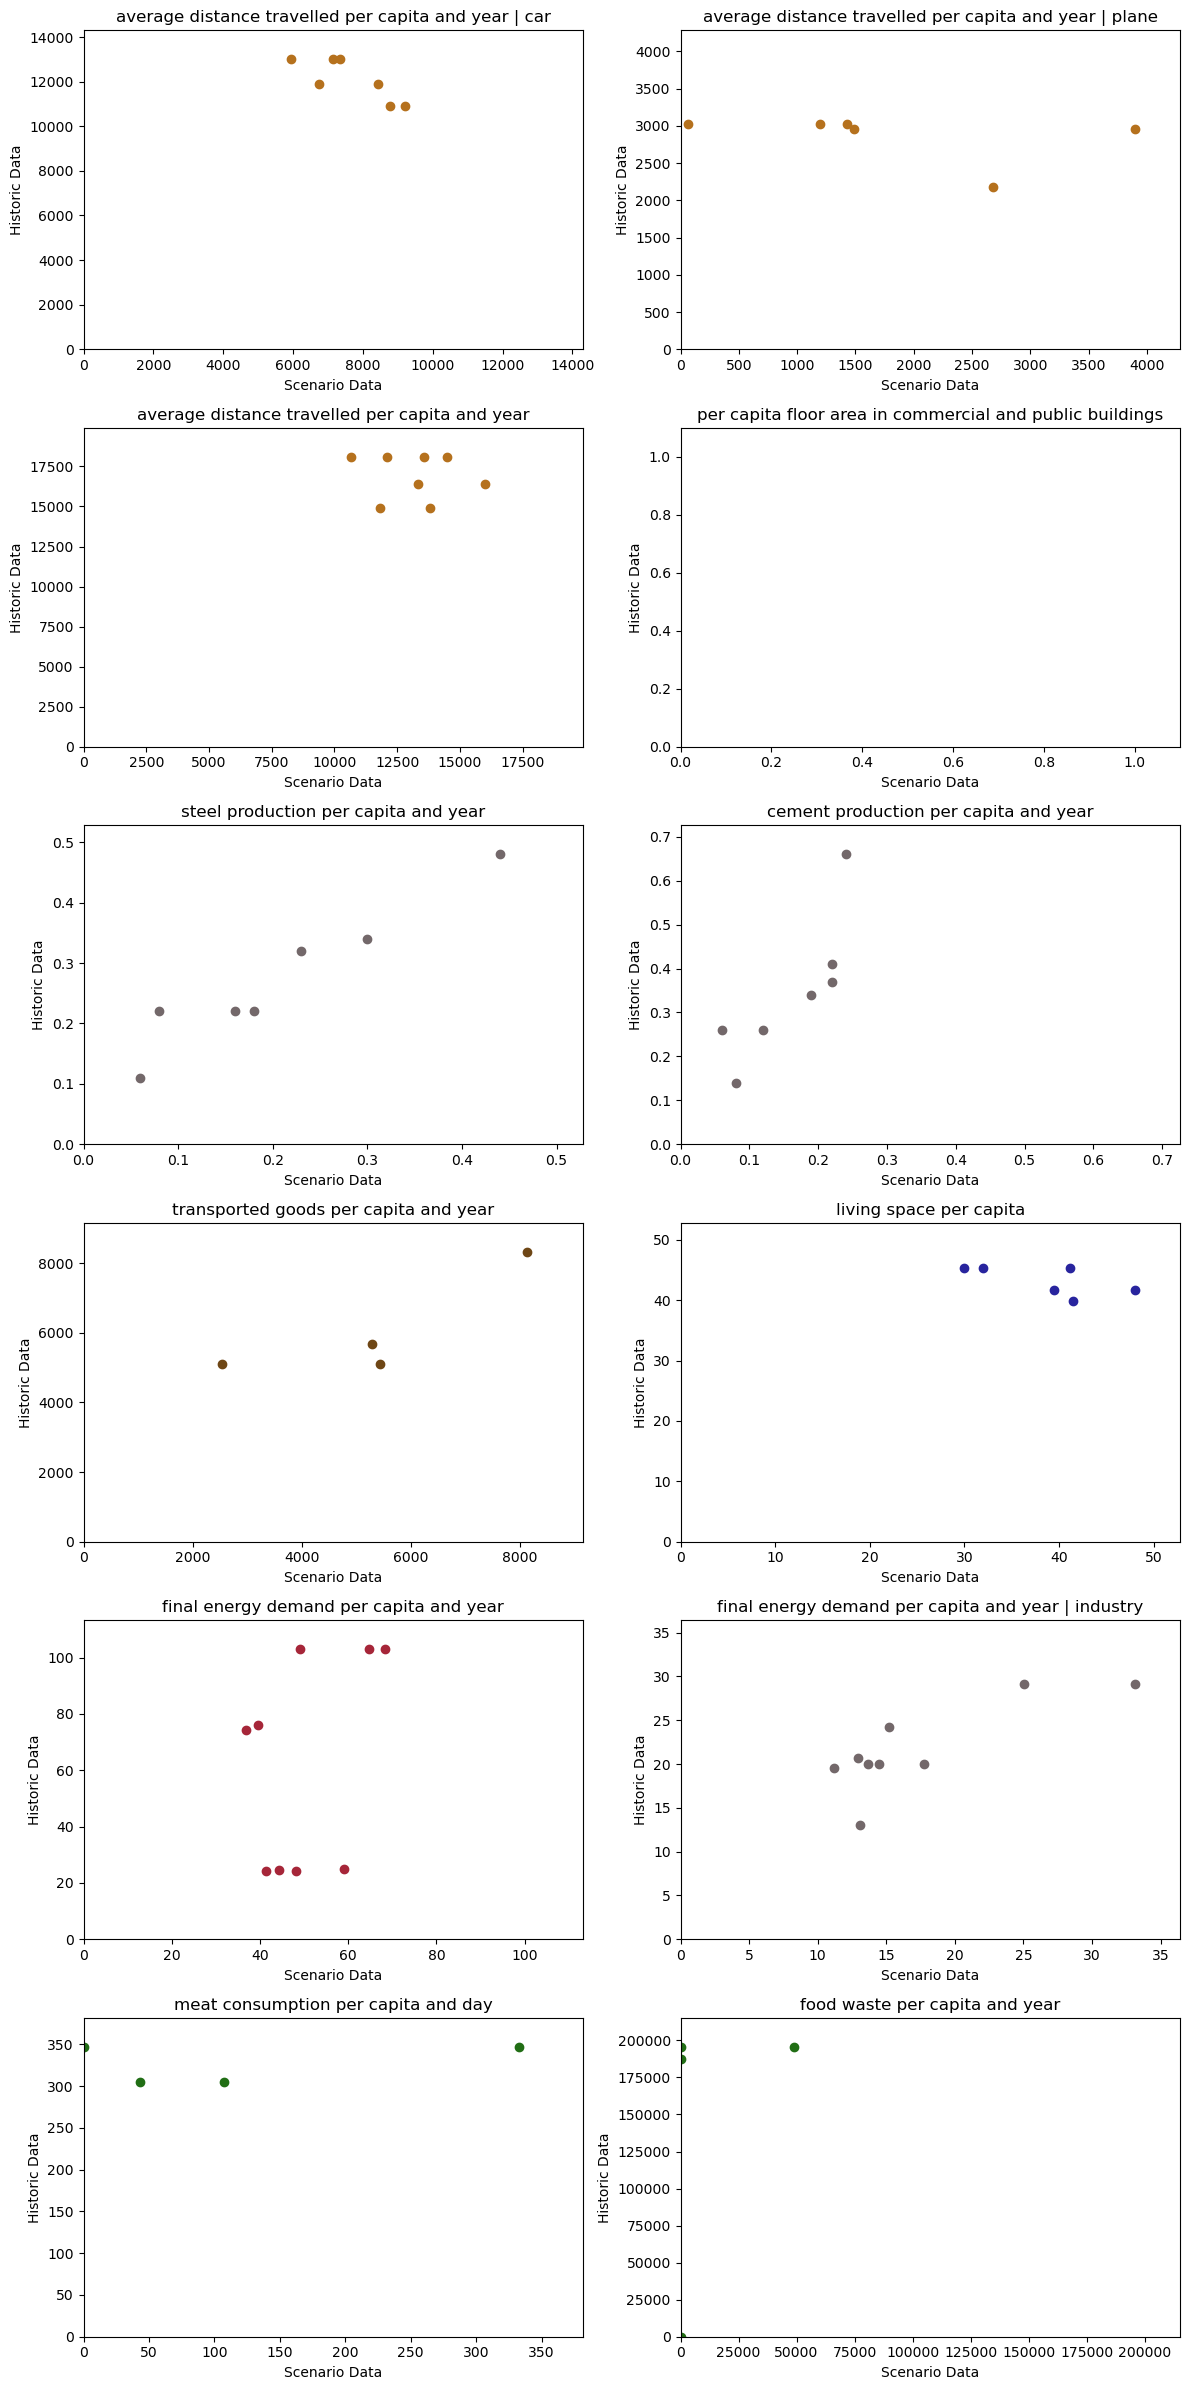 average distance travelled per capita and year | car
14000
12000
10000
8000
6000
4000
2000
0
Historic Data
0 2000 4000 6000 8000 10000 12000 14000
Scenario Data
average distance travelled per capita and year | plane
4000
3500
3000
2500
2000
1500
1000
500
0
Historic Data
0 500 1000 1500 2000 2500 3000 3500 4000
Scenario Data
average distance travelled per capita and year
17500
15000
12500
10000
7500
5000
2500
0
Historic Data
0 2500 5000 7500 10000 12500 15000 17500
Scenario Data
per capita floor area in commercial and public buildings
1.0
0.8
0.6
0.4
0.2
0.0
Historic Data
0.0 0.2 0.4 0.6 0.8 1.0
Scenario Data
steel production per capita and year
0.5
0.4
0.3
0.2
0.1
0.0
Historic Data
0.0 0.1 0.2 0.3 0.4 0.5
Scenario Data
cement production per capita and year
0.7
0.6
0.5
0.4
0.3
0.2
0.1
0.0
Historic Data
0.0 0.1 0.2 0.3 0.4 0.5 0.6 0.7
Scenario Data
transported goods per capita and year
8000
6000
4000
2000
0
Historic Data
0 2000 4000 6000 8000
Scenario Data
living space per capita
50
40
30
20
10
0
Historic Data
0 10 20 30 40 50
Scenario Data
final energy demand per capita and year
100
80
60
40
20
0
Historic Data
0 20 40 60 80 100
Scenario Data
final energy demand per capita and year | industry
35
30
25
20
15
10
5
0
Historic Data
0 5 10 15 20 25 30 35
Scenario Data
meat consumption per capita and day
350
300
250
200
150
100
50
0
Historic Data
0 50 100 150 200 250 300 350
Scenario Data
food waste per capita and year
200000
175000
150000
125000
100000
75000
50000
25000
0
Historic Data
0 25000 50000 75000 100000 125000 150000 175000 200000
Scenario Data